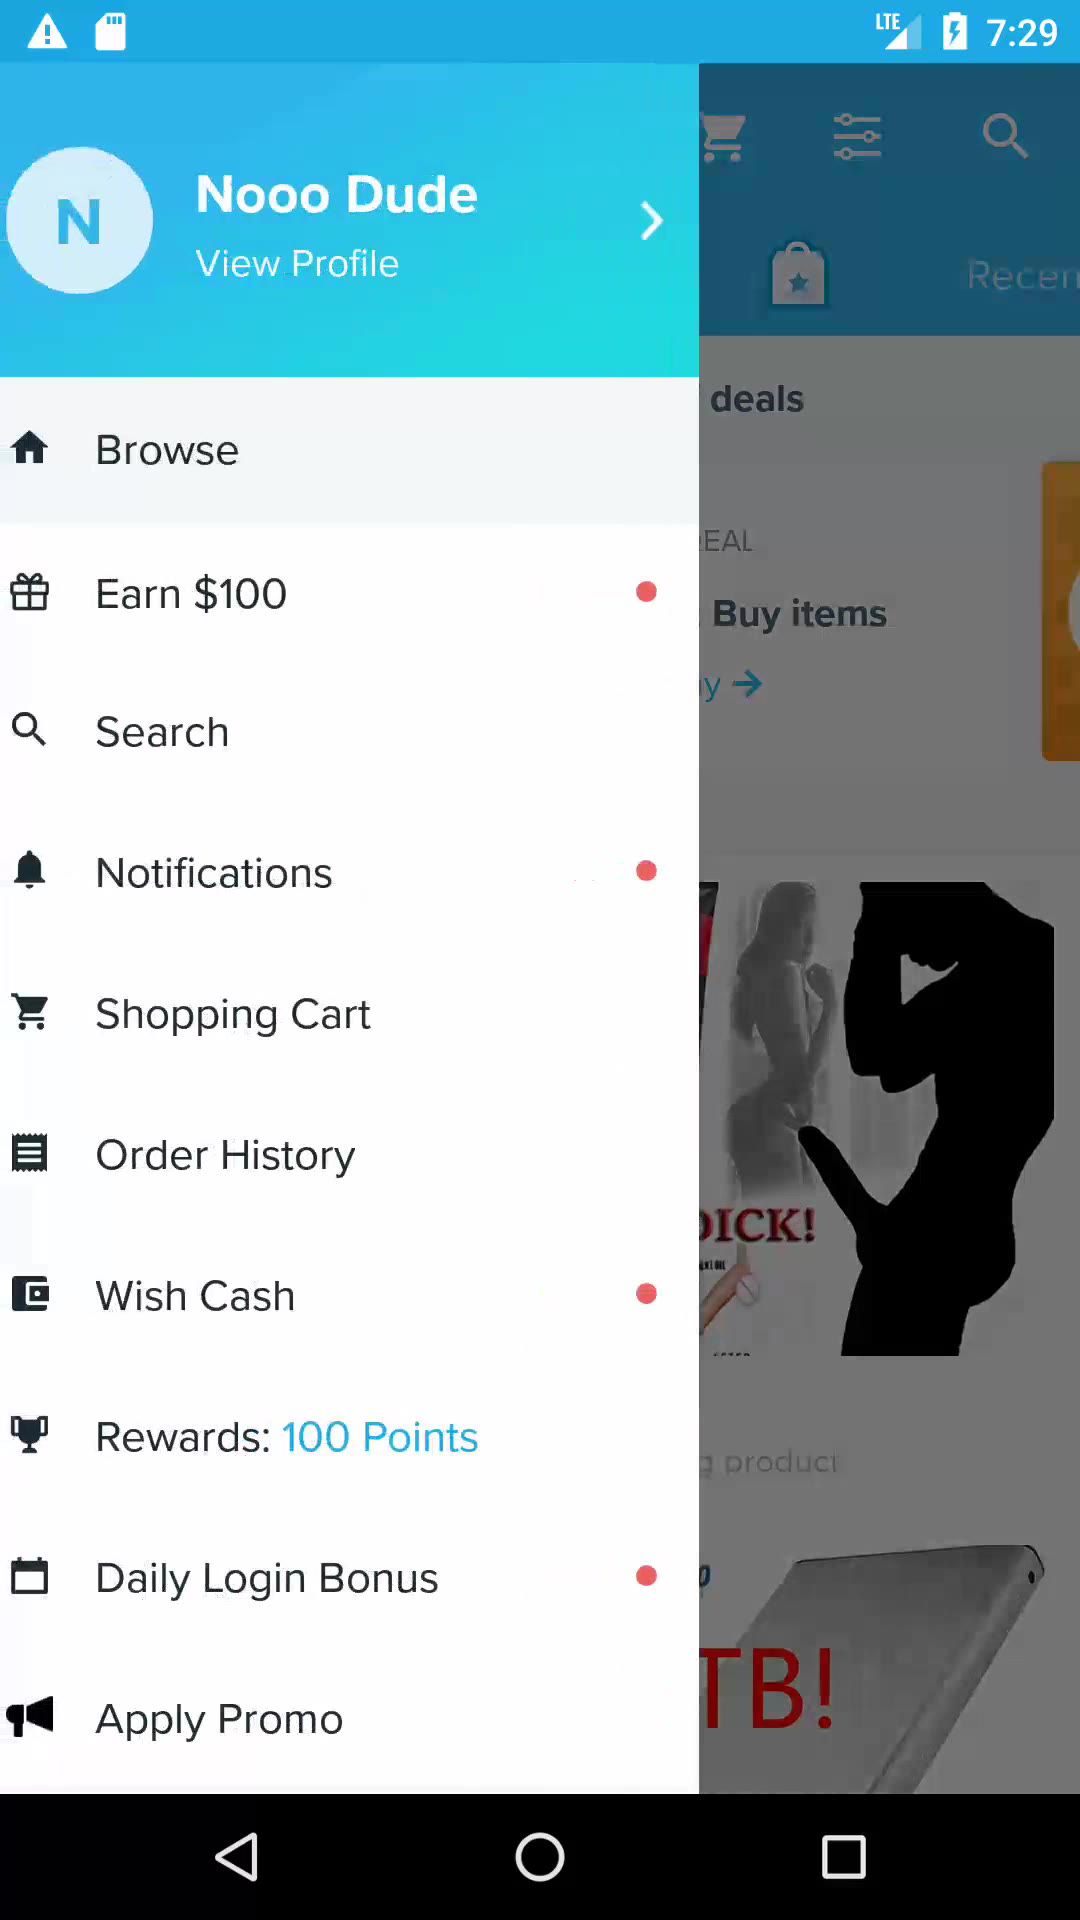 LTE 7:29
N
Nooo Dude
View Profile
Recen
deals
Browse
EAL
Earn $100
Buy items
y
Search
Notifications
Shopping Cart
Order History
DICK!
Wish Cash
Rewards: 100 Points
g product
Daily Login Bonus
TB!
Apply Promo